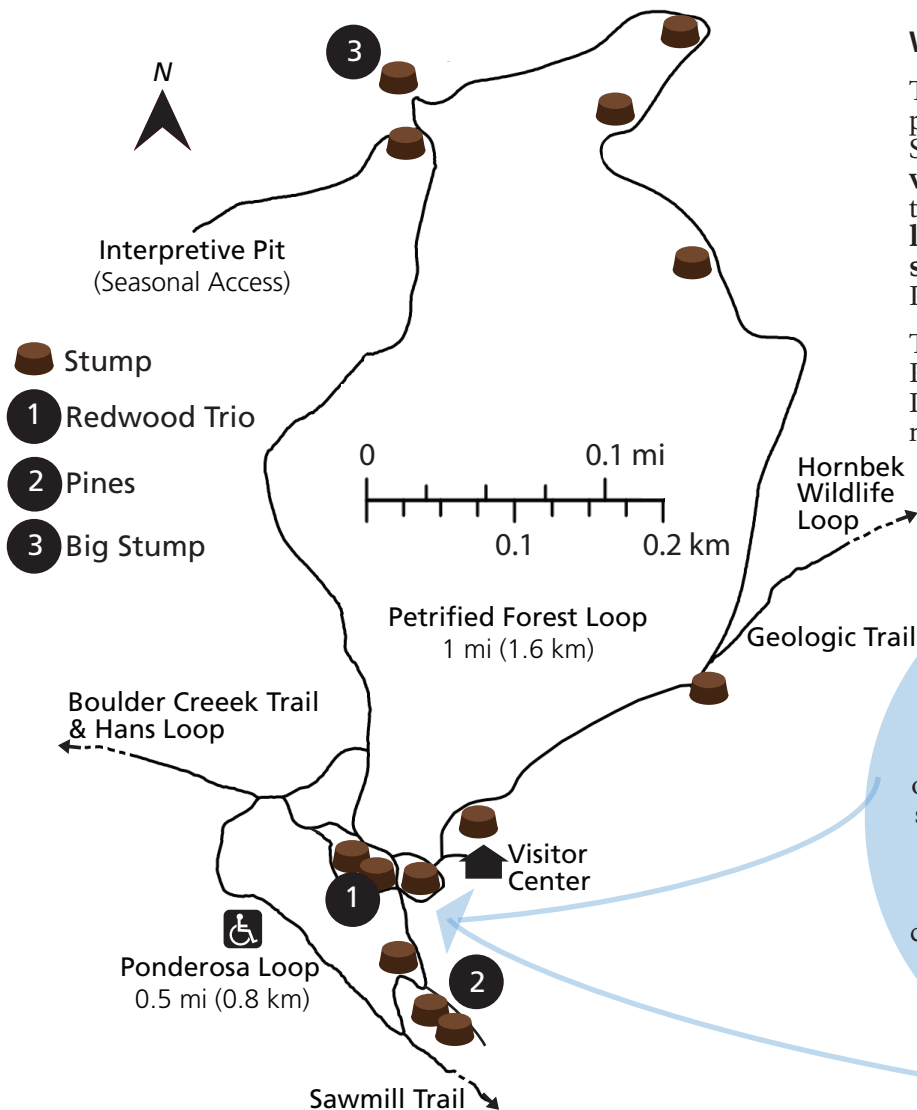 3
N
Interpretive Pit
(Seasonal Access)
Stump
1 Redwood Trio
2 Pines
3 Big Stump
0 0.1 mi
0.1 0.2 km
Hornbek
Wildlife
Loop
Petrified Forest Loop
1 mi (1.6 km)
Geologic Trail
Boulder Creeek Trail
& Hans Loop
Visitor
Center
1
Ponderosa Loop
0.5 mi (0.8 km)
2
Sawmill Trail